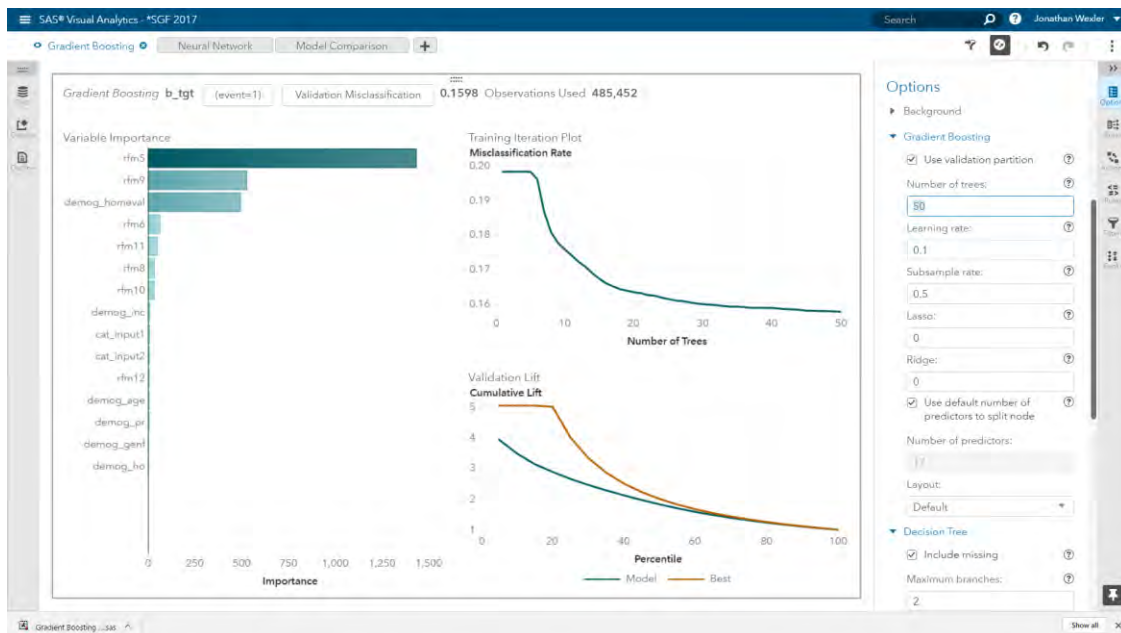 SAS® Visual Analytics - *SGF 2017
Search
Jonathan Wexler
Gradient Boosting
Neural Network
Model Comparison
Gradient Boosting b_tgt (event=1) Validation Misclassification 0.1598 Observations Used 485,452
Variable Importance
rfm5
rfm9
demog_homeval
rfm6
rfm11
rfm8
rfm10
demog_inc
cat_input1
cat_input2
rfm12
demog_age
demog_pr
demog_genf
demog_ho
0 250 500 750 1,000 1,250 1,500
Importance
Training Iteration Plot
Misclassification Rate
0.20
0.19
0.18
0.17
0.16
0 10 20 30 40 50
Number of Trees
Validation Lift
Cumulative Lift
5
4
3
2
1
0 20 40 60 80 100
Percentile
Model Best
Options
Background
Gradient Boosting
Use validation partition
Number of trees:
50
Learning rate:
0.1
Subsample rate:
0.5
Lasso:
0
Ridge:
0
Use default number of
predictors to split node
Number of predictors:
Layout:
Default
Decision Tree
Include missing
Maximum branches:
2
Gradient Boosting ....sas
Show all